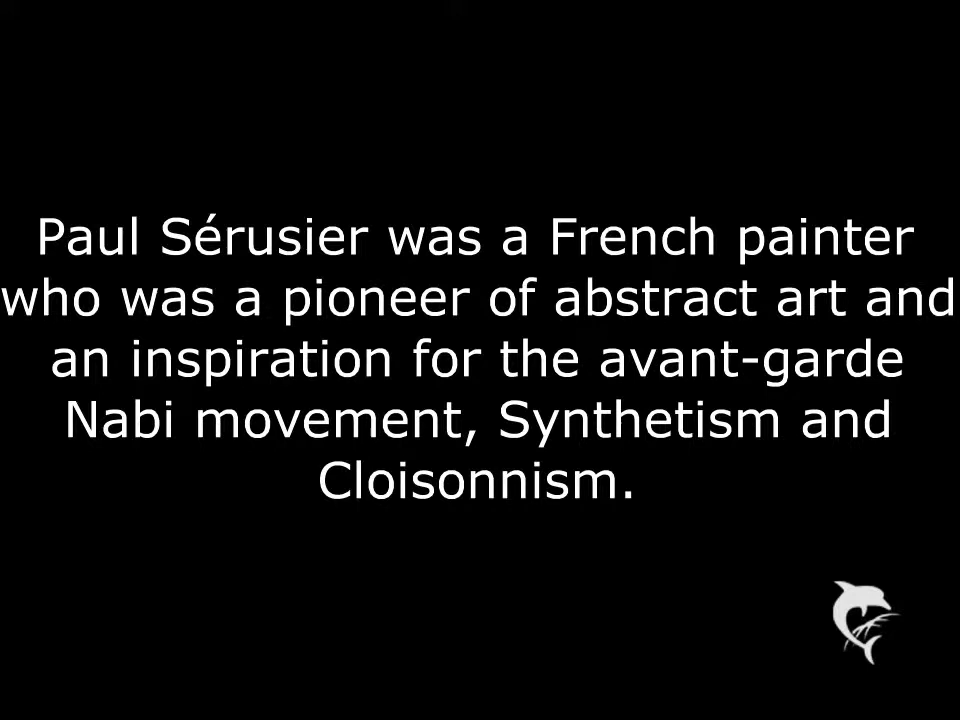 Paul Sérusier was a French painter
who was a pioneer of abstract art and
an inspiration for the avant-garde
Nabi movement, Synthetism and
Cloisonnism.